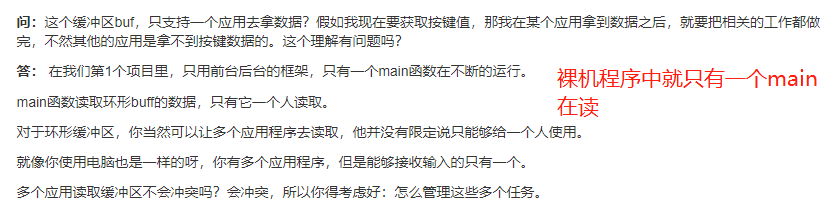 问：这个缓冲区buf，只支持一个应用去拿数据？假如我现在要获取按键值，那我在某个应用拿到数据之后，就要把相关的工作都做
完，不然其他的应用是拿不到按键数据的。这个理解有问题吗？
答： 在我们第1个项目里，只用前台后台的框架，只有一个main函数在不断的运行。
裸机程序中就只有一个main
在读
main函数读取环形buff的数据，只有它一个人读取。
对于环形缓冲区，你当然可以让多个应用程序去读取，他并没有限定说只能够给一个人使用。
就像你使用电脑也是一样的呀，你有多个应用程序，但是能够接收输入的只有一个。
多个应用读取缓冲区不会冲突吗？会冲突，所以你得考虑好：怎么管理这些多个任务。